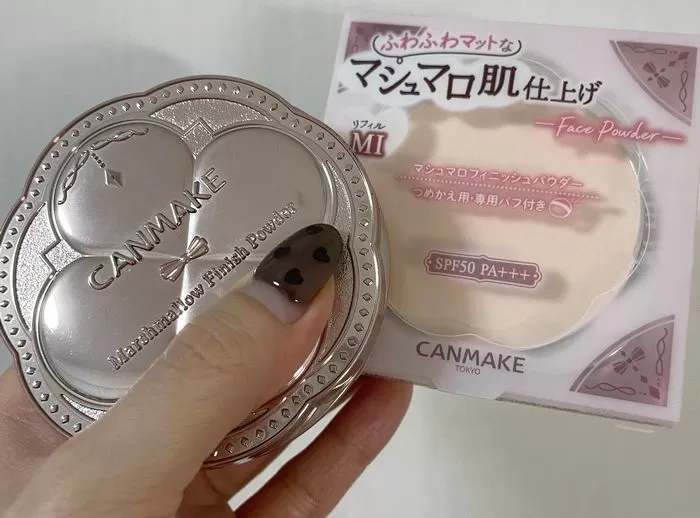 CANMAKE
Marshmallow Finish Powder
ふわふわマットな
マシュマロ肌仕上げ
Face Powder
リフィル
MI
マシュマロフィニッシュパウダー
つめかえ用・専用パフ付き
SPF50 PA+++
CANMAKE
TOKYO